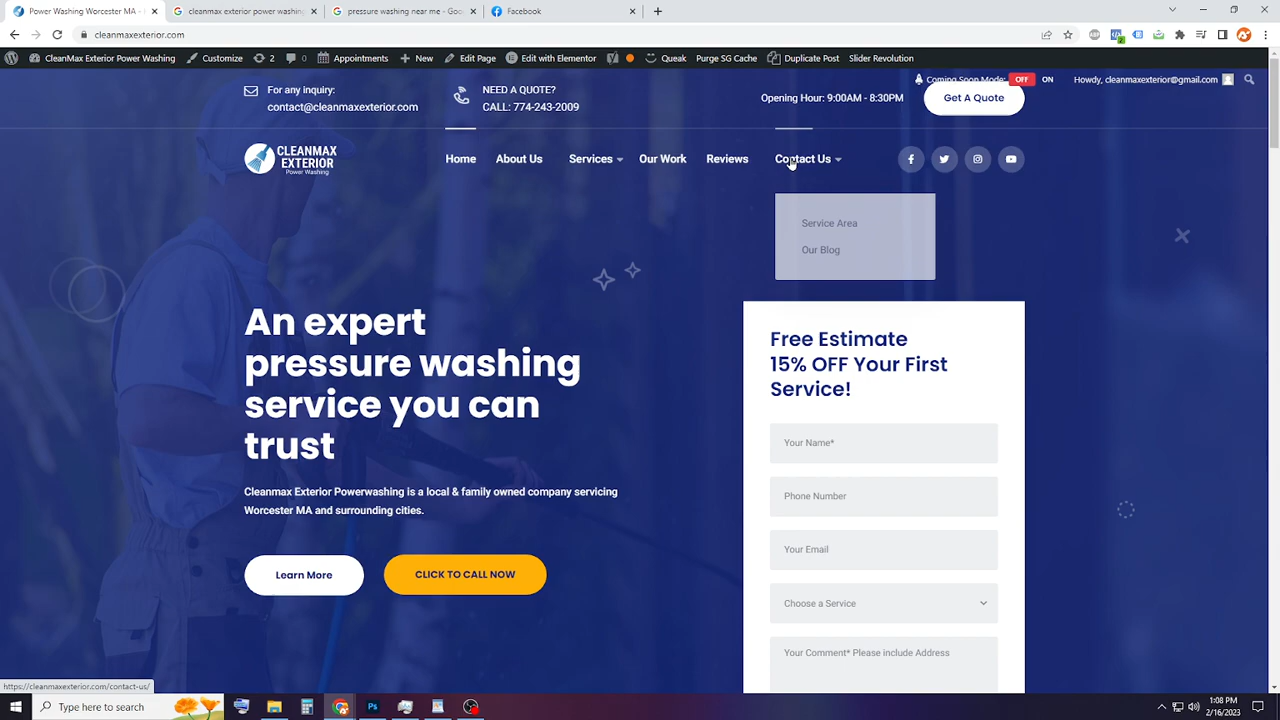 Power Washing Worcester MA -
cleanmax exterior power washing
pressure washing near me - Goo
Facebook
cleanmaxexterior.com
CleanMax Exterior Power Washing
Customize
2
0
Appointments
New
Edit Page
Edit with Elementor
Queak
Purge SG Cache
Duplicate Post
Slider Revolution
Coming Soon Mode: OFF ON
Howdy, cleanmaxexterior@gmail.com
For any inquiry:
contact@cleanmaxexterior.com
NEED A QUOTE?
CALL: 774-243-2009
Opening Hour: 9:00AM - 8:30PM
Get A Quote
CLEANMAX
EXTERIOR
Power Washing
Home
About Us
Services
Our Work
Reviews
Contact Us
Service Area
Our Blog
An expert
pressure washing
service you can
trust
Cleanmax Exterior Powerwashing is a local & family owned company servicing
Worcester MA and surrounding cities.
Learn More
CLICK TO CALL NOW
Free Estimate
15% OFF Your First
Service!
Your Name*
Phone Number
Your Email
Choose a Service
Your Comment* Please include Address
https://cleanmaxexterior.com/contact-us/
Type here to search
1:08 PM
2/16/2023